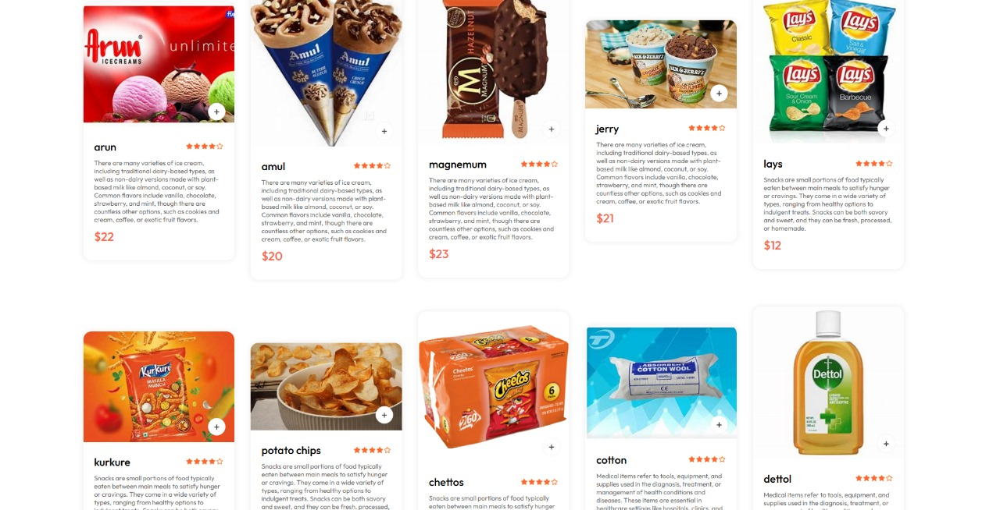 Arun
ICECREAMS
unlimite
+
arun
There are many varieties of ice cream,
including traditional dairy-based types, as
well as non-dairy versions made with plant-
based milk like almond, coconut, or soy.
Common flavors include vanilla, chocolate,
strawberry, and mint, though there are
countless other options, such as cookies and
cream, coffee, or exotic fruit flavors.
$22
Amul
Amul
BUTTER
SCOTCH
CHOCO
CRUNCH
+
amul
There are many varieties of ice cream,
including traditional dairy-based types, as
well as non-dairy versions made with plant-
based milk like almond, coconut, or soy.
Common flavors include vanilla, chocolate,
strawberry, and mint, though there are
countless other options, such as cookies and
cream, coffee, or exotic fruit flavors.
$20
M
MAGNUM
HAZELNUT
MAGNUM
+
magnemum
There are many varieties of ice cream,
including traditional dairy-based types, as
well as non-dairy versions made with plant-
based milk like almond, coconut, or soy.
Common flavors include vanilla, chocolate,
strawberry, and mint, though there are
countless other options, such as cookies and
cream, coffee, or exotic fruit flavors.
$23
BEN & JERRY'S
BEN & JERRY'S
+
jerry
There are many varieties of ice cream,
including traditional dairy-based types, as
well as non-dairy versions made with plant-
based milk like almond, coconut, or soy.
Common flavors include vanilla, chocolate,
strawberry, and mint, though there are
countless other options, such as cookies and
cream, coffee, or exotic fruit flavors.
$21
Lay's
Classic
Lay's
Salt &
Vinegar
Lay's
Sour Cream
& Onion
Lay's
Barbecue
+
lays
Snacks are small portions of food typically
eaten between main meals to satisfy hunger
or cravings. They come in a wide variety of
types, ranging from healthy options to
indulgent treats. Snacks can be both savory
and sweet, and they can be fresh, processed,
or homemade.
$12
KurKure
MASALA
MUNCH
+
kurkure
Snacks are small portions of food typically
eaten between main meals to satisfy hunger
or cravings. They come in a wide variety of
types, ranging from healthy options to
indulgent treats. Snacks can be both savory
+
potato chips
Snacks are small portions of food typically
eaten between main meals to satisfy hunger
or cravings. They come in a wide variety of
types, ranging from healthy options to
indulgent treats. Snacks can be both savory
and sweet, and they can be fresh, processed,
Cheetos
Cheetos
6
+
chettos
Snacks are small portions of food typically
eaten between main meals to satisfy hunger
ABSORBENT
COTTON WOOL
CE
+
cotton
Medical items refer to tools, equipment, and
supplies used in the diagnosis, treatment, or
management of health conditions and
diseases. These items are essential in
healthcare settings like hospitals, clinics, and
Dettol
LIQUID
ANTISEPTIC
+
dettol
Medical items refer to tools, equipment, and
supplies used in the diagnosis, treatment, or